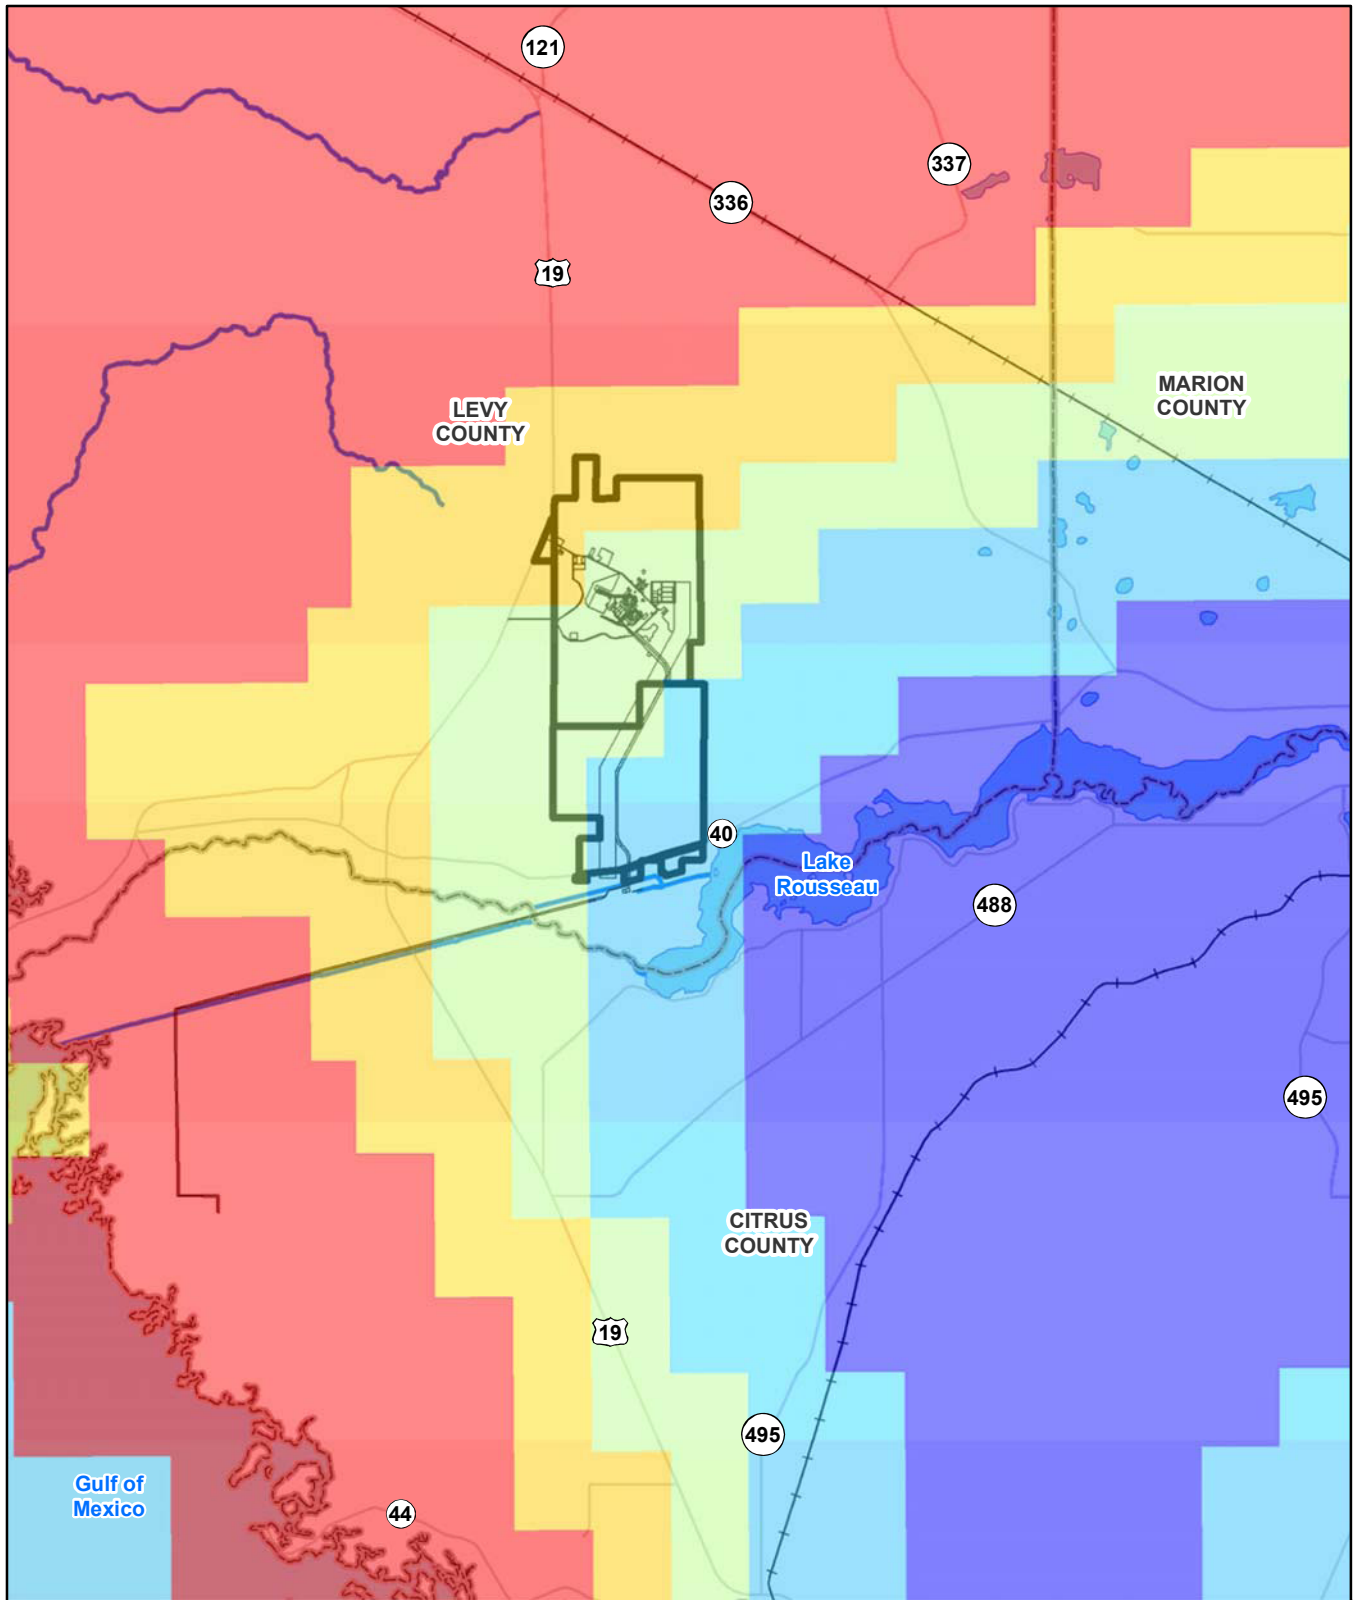 121
337
336
19
MARION
COUNTY
LEVY
COUNTY
40
Lake
Rousseau
488
495
CITRUS
COUNTY
19
495
Gulf of
Mexico
44